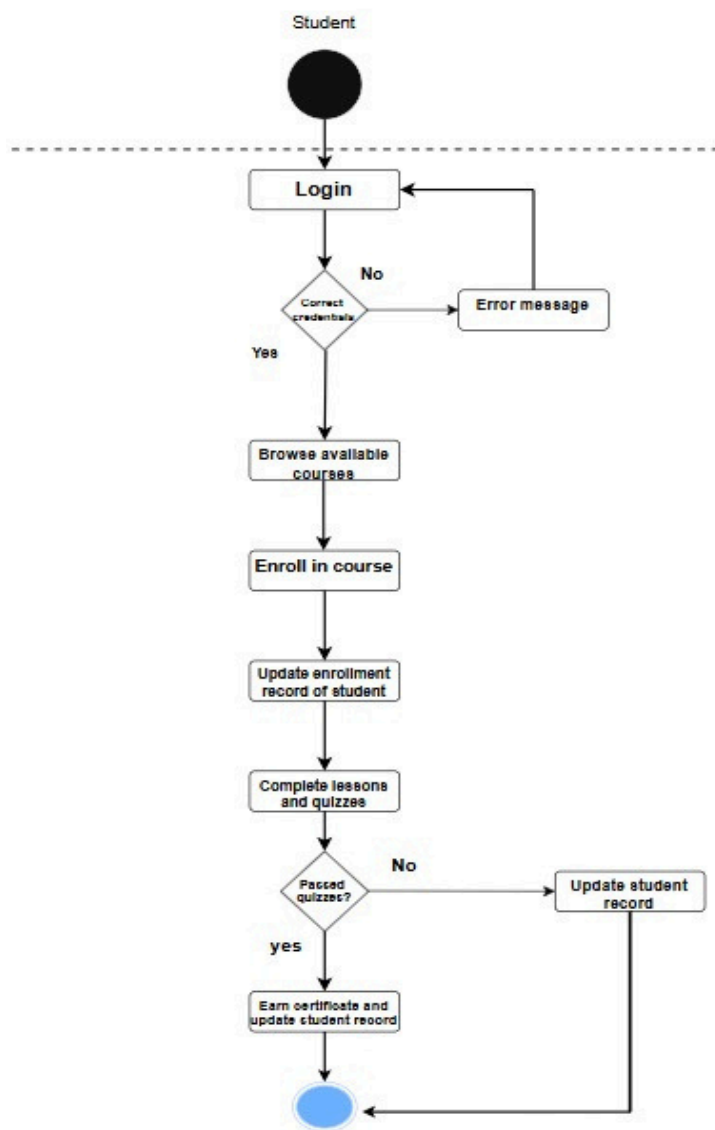 Student
Login
No
Correct
credentials
Error message
Yes
Browse available
courses
Enroll in course
Update enrollment
record of student
Complete lessons
and quizzes
No
Passed
quizzes?
Update student
record
yes
Earn certificate and
update student record